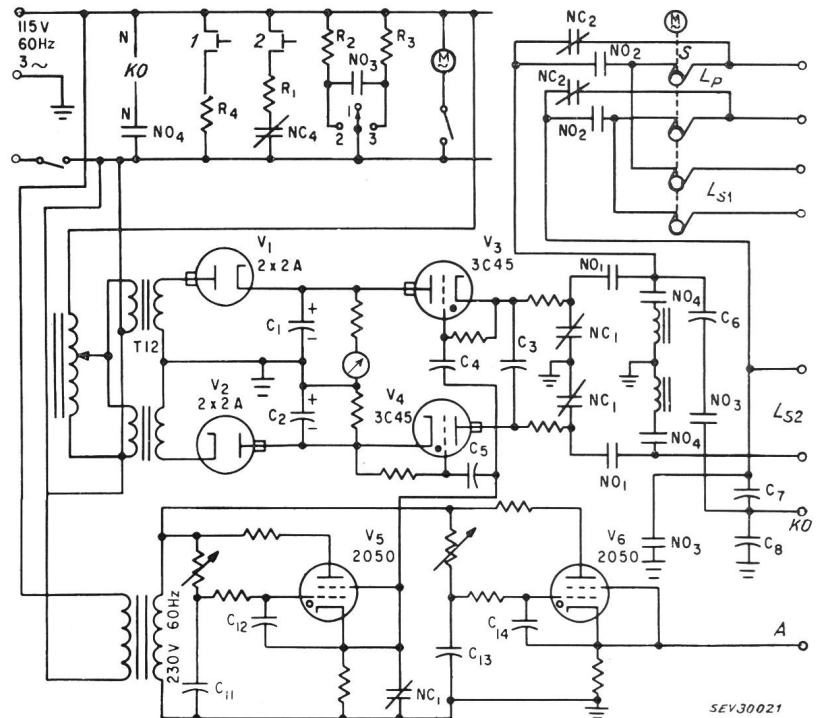 115V
60Hz
3~
N
KO
N
NO4
1
R4
2
R1
NC4
R2
R3
NO3
1
2
3
M~
NC2
NO2
M~
S
LP
NC2
NO2
LS1
V1
2x2A
T12
C1
+
-
V3
3C45
C4
C3
NO1
NC1
NO4
C6
V2
2x2A
C2
+
-
V4
3C45
C5
NC1
NO1
NO4
NO3
LS2
C7
KO
C8
NO3
230V 60Hz
V5
2050
C12
C11
NC1
V6
2050
C14
C13
A
SEV30021